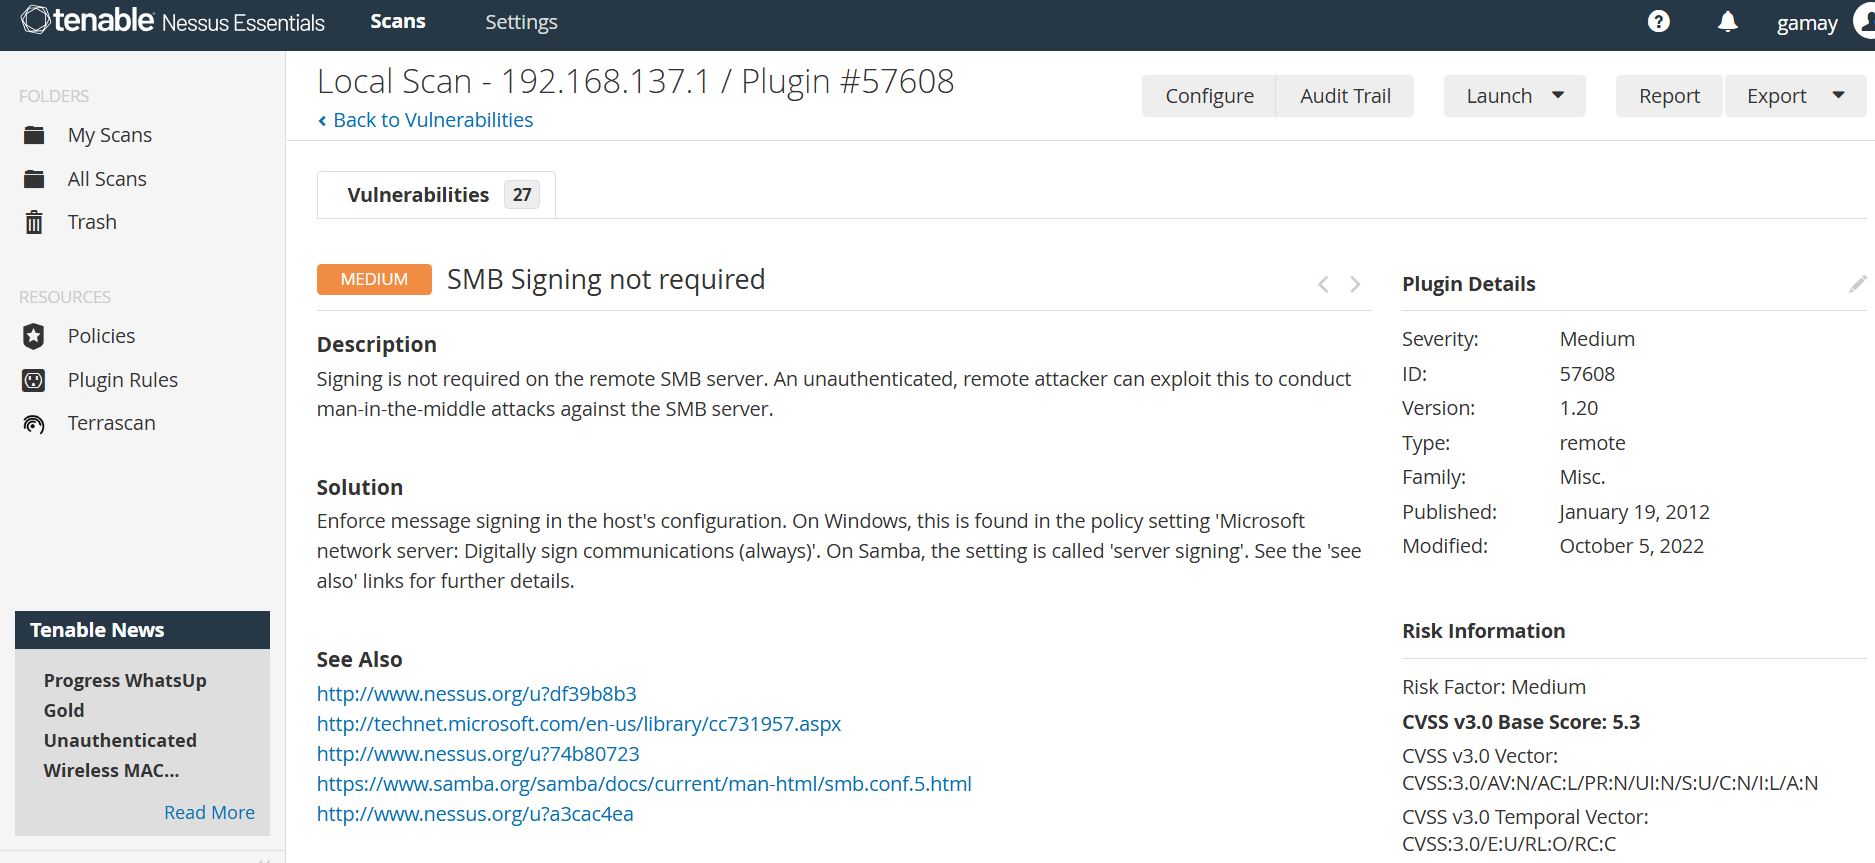 tenable Nessus Essentials Scans Settings ? gamay
FOLDERS
My Scans
All Scans
Trash
RESOURCES
Policies
Plugin Rules
Terrascan
Tenable News
Progress WhatsUp
Gold
Unauthenticated
Wireless MAC...
Read More
Local Scan - 192.168.137.1 / Plugin #57608
Back to Vulnerabilities
Configure Audit Trail Launch Report Export
Vulnerabilities 27
MEDIUM SMB Signing not required
Description
Signing is not required on the remote SMB server. An unauthenticated, remote attacker can exploit this to conduct
man-in-the-middle attacks against the SMB server.
Solution
Enforce message signing in the host's configuration. On Windows, this is found in the policy setting 'Microsoft
network server: Digitally sign communications (always)'. On Samba, the setting is called 'server signing'. See the 'see
also' links for further details.
See Also
http://www.nessus.org/u?df39b8b3
http://technet.microsoft.com/en-us/library/cc731957.aspx
http://www.nessus.org/u?74b80723
https://www.samba.org/samba/docs/current/man-html/smb.conf.5.html
http://www.nessus.org/u?a3cac4ea
Plugin Details
Severity: Medium
ID: 57608
Version: 1.20
Type: remote
Family: Misc.
Published: January 19, 2012
Modified: October 5, 2022
Risk Information
Risk Factor: Medium
CVSS v3.0 Base Score: 5.3
CVSS v3.0 Vector:
CVSS:3.0/AV:N/AC:L/PR:N/UI:N/S:U/C:N/I:L/A:N
CVSS v3.0 Temporal Vector:
CVSS:3.0/E:U/RL:O/RC:C